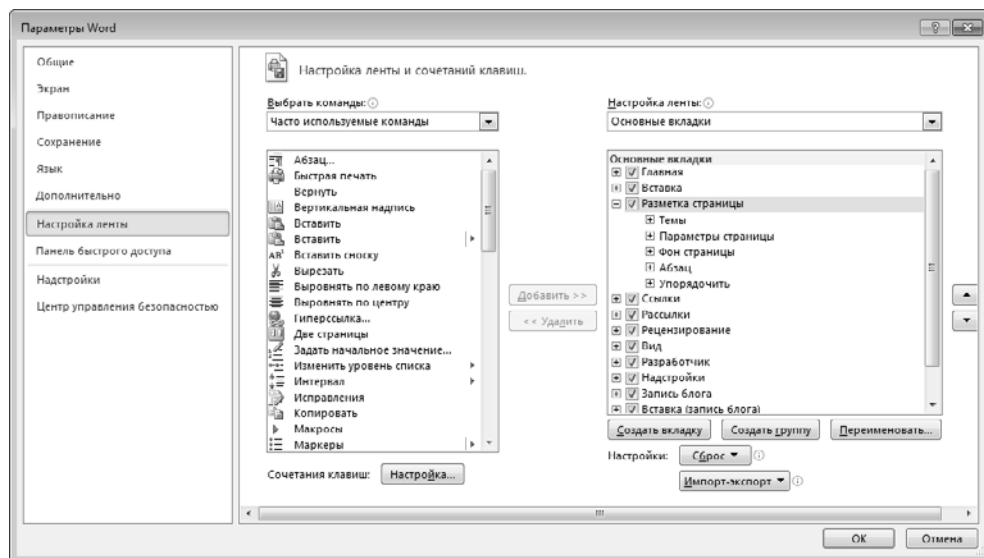 Параметры Word
Общие
Экран
Правописание
Сохранение
Язык
Дополнительно
Настройка ленты
Панель быстрого доступа
Надстройки
Центр управления безопасностью
Настройка ленты и сочетаний клавиш.
Выбрать команды:
Часто используемые команды
Абзац...
Быстрая печать
Вернуть
Вертикальная надпись
Вставить
Вставить
Вставить сноску
Вырезать
Выровнять по левому краю
Выровнять по центру
Гиперссылка...
Две страницы
Задать начальное значение...
Изменить уровень списка
Интервал
Исправления
Копировать
Макросы
Маркеры
Сочетания клавиш: Настройка...
Добавить >>
<< Удалить
Настройка ленты:
Основные вкладки
Основные вкладки
Главная
Вставка
Разметка страницы
Темы
Параметры страницы
Фон страницы
Абзац
Упорядочить
Ссылки
Рассылки
Рецензирование
Вид
Разработчик
Надстройки
Запись блога
Вставка (запись блога)
Создать вкладку Создать группу Переименовать...
Настройки: Сброс
Импорт-экспорт
ОК Отмена